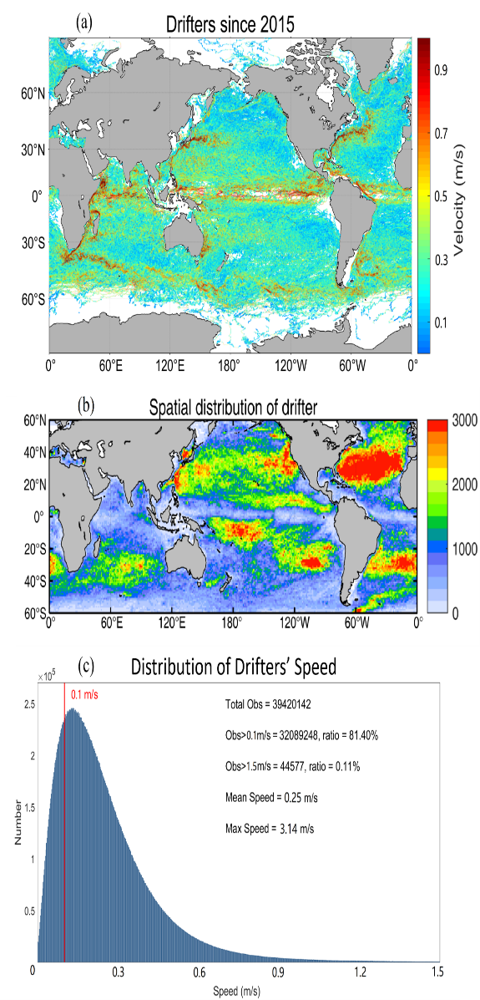 (a)
Drifters since 2015
60°N
30°N
0°
30°S
60°S
0°
60°E
120°E
180°
120°W
60°W
0°
0.9
0.7
0.5
0.3
0.1
Velocity (m/s)
(b)
Spatial distribution of drifter
60°N
40°N
20°N
0°
20°S
40°S
60°S
0°
60°E
120°E
180°
120°W
60°W
0°
3000
2000
1000
0
(c)
Distribution of Drifters' Speed
×10⁵
0.1 m/s
2.5
2
1.5
1
0.5
0
Number
Total Obs = 39420142
Obs>0.1m/s = 32089248, ratio = 81.40%
Obs>1.5m/s = 44577, ratio = 0.11%
Mean Speed = 0.25 m/s
Max Speed = 3.14 m/s
0.3
0.6
0.9
1.2
1.5
Speed (m/s)